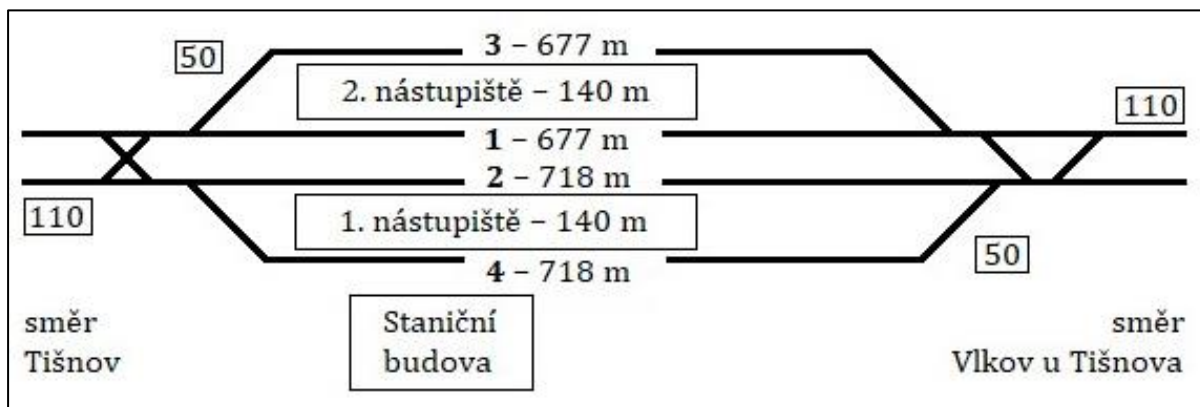 50
3 – 677 m
2. nástupiště – 140 m
110
1 – 677 m
2 – 718 m
110
1. nástupiště – 140 m
50
4 – 718 m
směr
Tišnov
Staniční
budova
směr
Vlkov u Tišnova